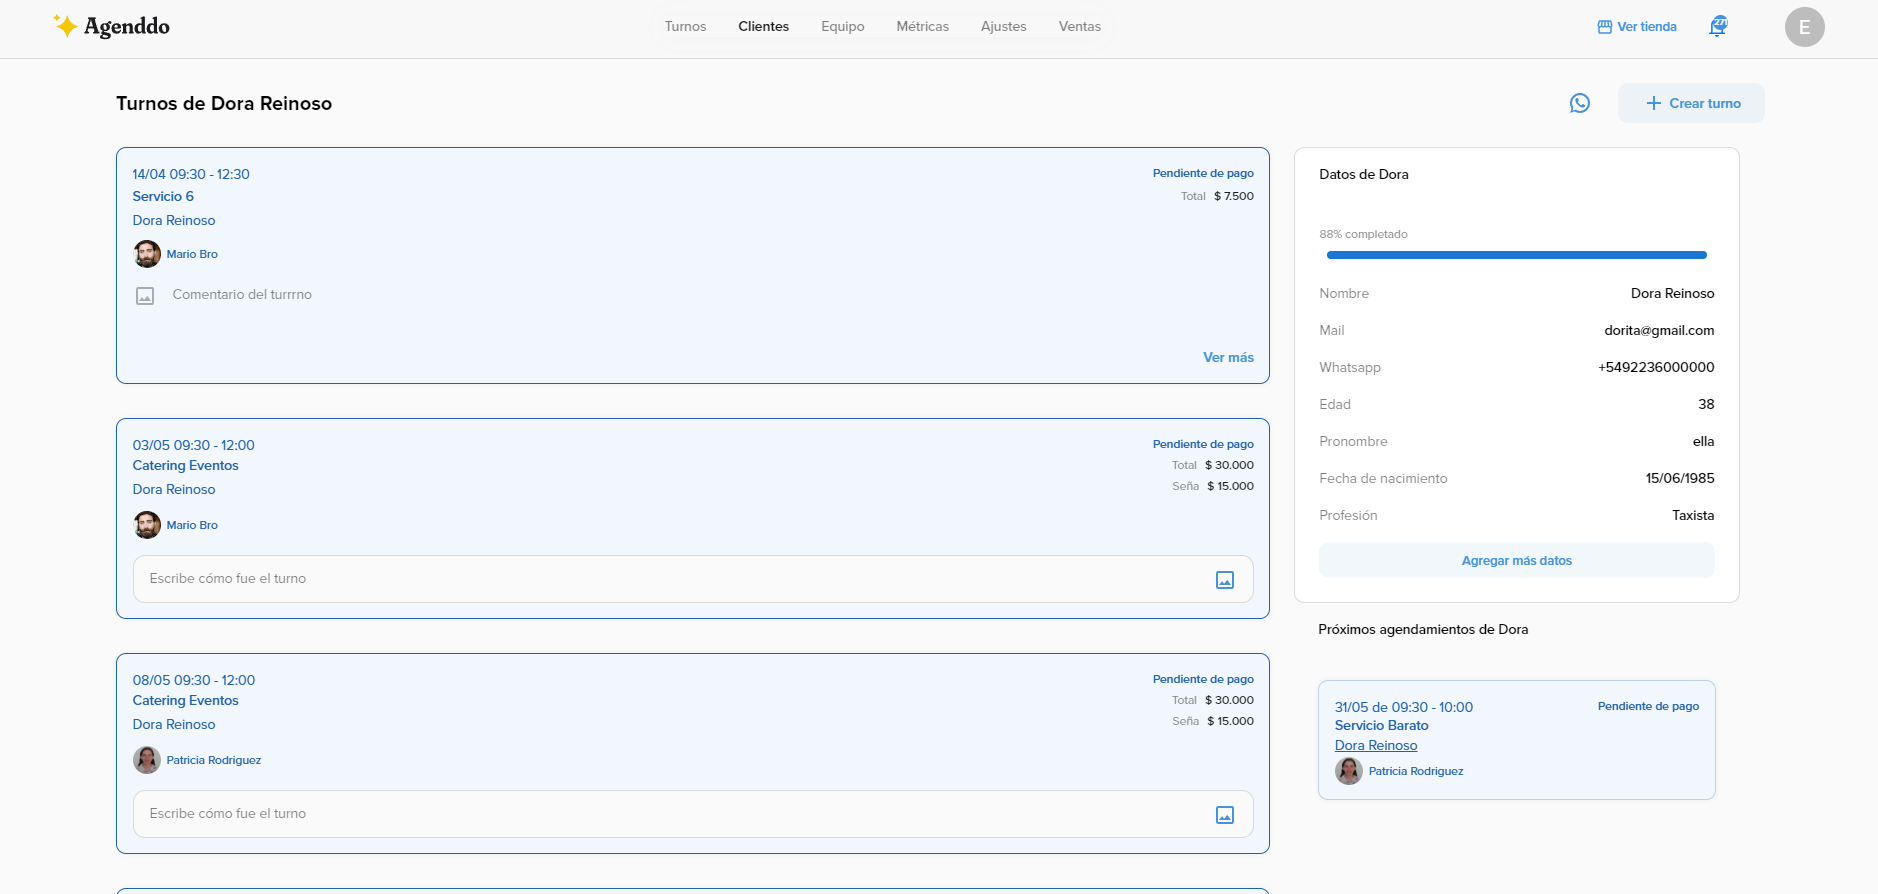 Agenddo
Turnos
Clientes
Equipo
Métricas
Ajustes
Ventas
Ver tienda
E
Turnos de Dora Reinoso
Crear turno
14/04 09:30 - 12:30
Pendiente de pago
Servicio 6
Total $ 7.500
Dora Reinoso
Mario Bro
Comentario del turrrno
Ver más
03/05 09:30 - 12:00
Pendiente de pago
Catering Eventos
Total $ 30.000
Dora Reinoso
Seña $ 15.000
Mario Bro
Escribe cómo fue el turno
08/05 09:30 - 12:00
Pendiente de pago
Catering Eventos
Total $ 30.000
Dora Reinoso
Seña $ 15.000
Patricia Rodriguez
Escribe cómo fue el turno
Datos de Dora
88% completado
Nombre Dora Reinoso
Mail dorita@gmail.com
Whatsapp +5492236000000
Edad 38
Pronombre ella
Fecha de nacimiento 15/06/1985
Profesión Taxista
Agregar más datos
Próximos agendamientos de Dora
31/05 de 09:30 - 10:00
Pendiente de pago
Servicio Barato
Dora Reinoso
Patricia Rodriguez